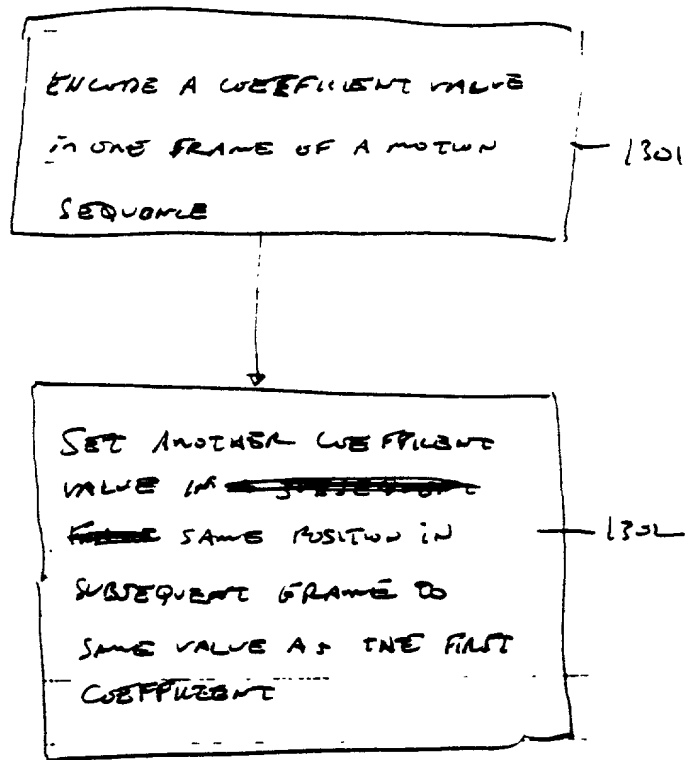 ENCODE A COEFFICIENT VALUE
in ONE FRAME OF A MOTION
SEQUENCE
1301
SET ANOTHER COEFFICIENT
VALUE IN
SAME POSITION iN
SUBSEQUENT FRAME TO
SAME VALUE AS THE FIRST
COEFFICIENT
1302